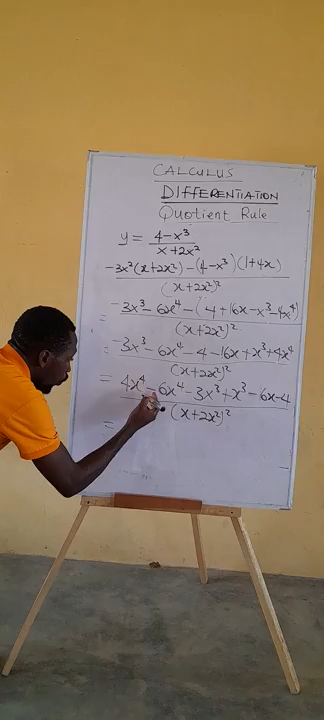 CALCULUS
DIFFERENTIATION
Quotient Rule
y = 4-x³
x+2x²
-3x²(x+2x²)-(4-x³)(1+4x)
(x+2x²)²
= -3x³-6x⁴-(4+16x-x³-4x⁴)
(x+2x²)²
= -3x³-6x⁴-4-16x+x³+4x⁴
(x+2x²)²
= 4x⁴-6x⁴-3x³+x³-16x-4
(x+2x²)²
=